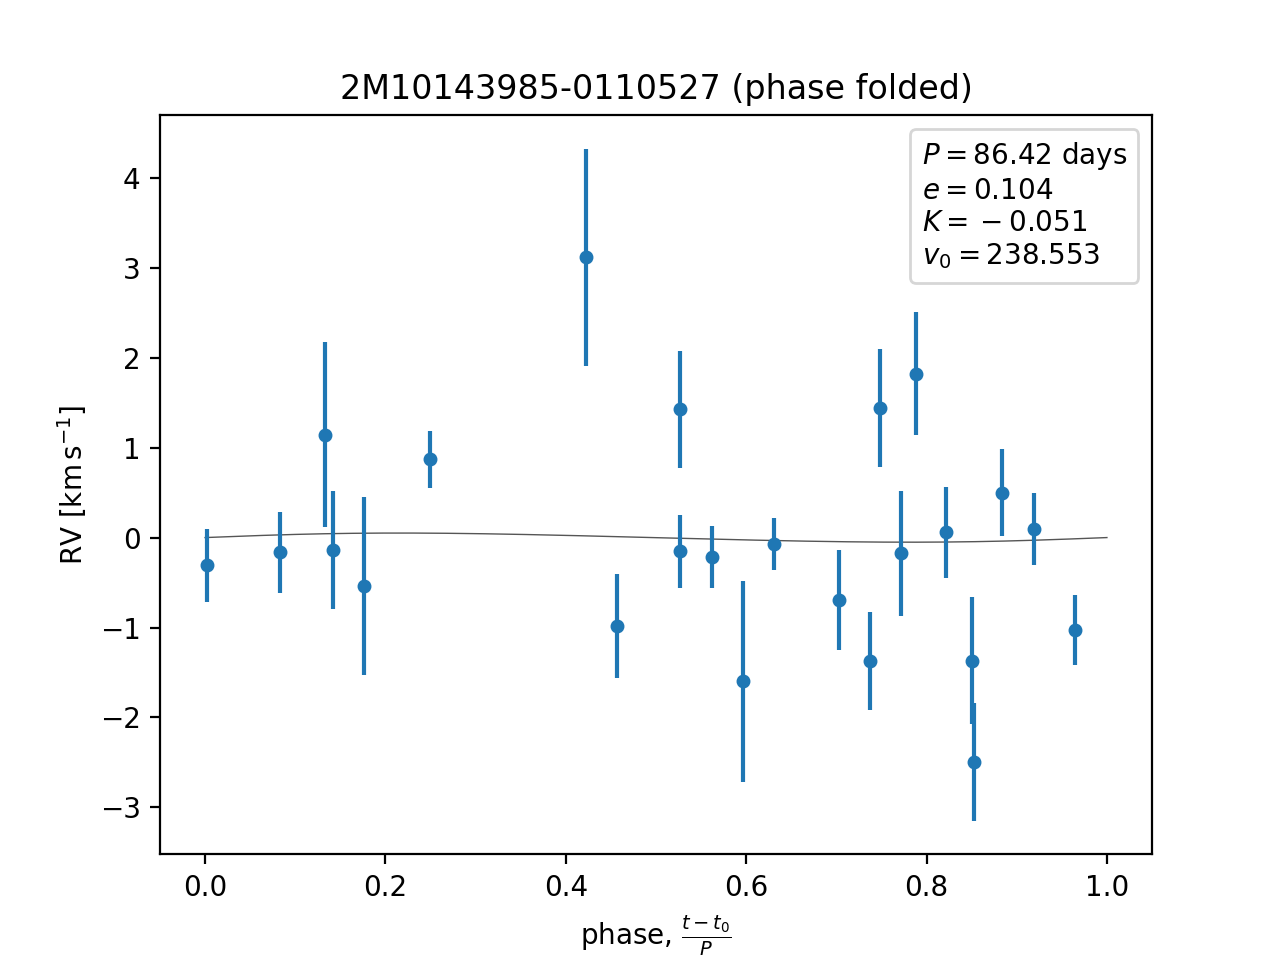 2M10143985-0110527 (phase folded)
P = 86.42 days
e = 0.104
K = −0.051
v₀ = 238.553
4
3
2
1
0
−1
−2
−3
RV [km s⁻¹]
0.0 0.2 0.4 0.6 0.8 1.0
phase, (t − t₀)/P